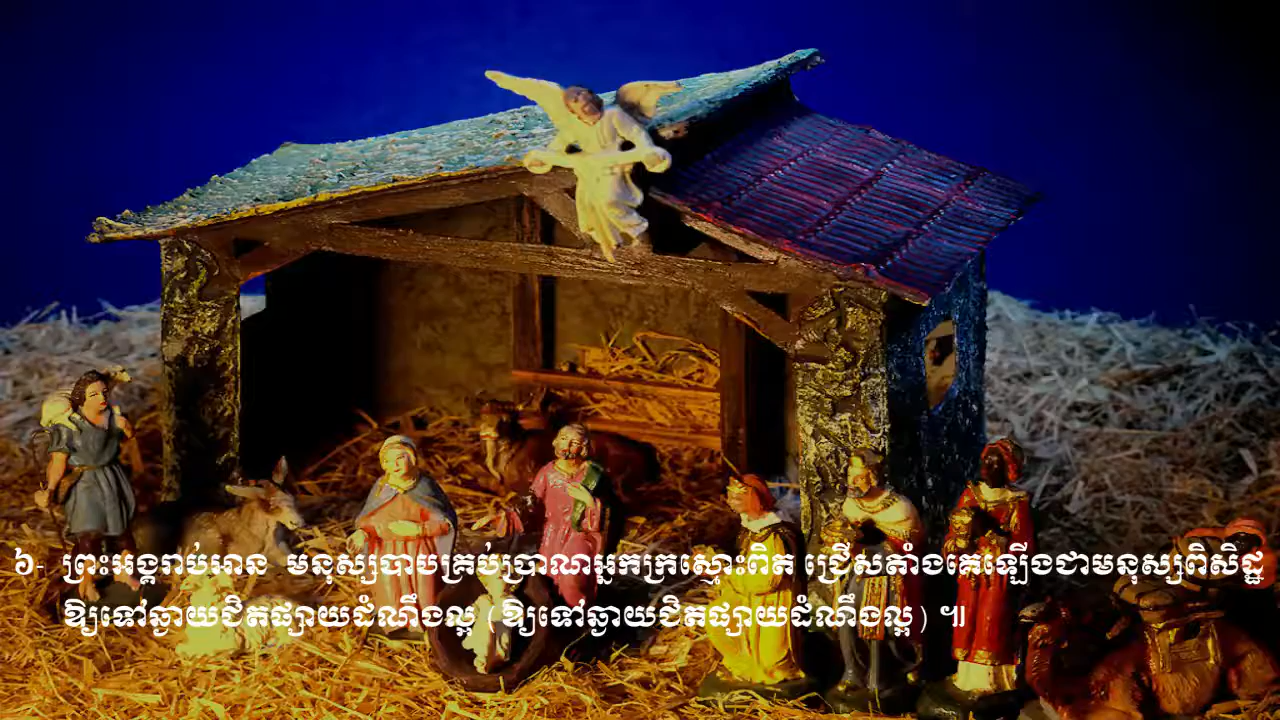 ៦- ព្រះអង្គរាប់អាន មនុស្សបាបគ្រប់ប្រាណអ្នកក្រស្មោះពិត ជ្រើសតាំងគេឡើងជាមនុស្សពិសិដ្ឋ
ឱ្យទៅឆ្ងាយជិតផ្សាយដំណឹងល្អ (ឱ្យទៅឆ្ងាយជិតផ្សាយដំណឹងល្អ) ៕